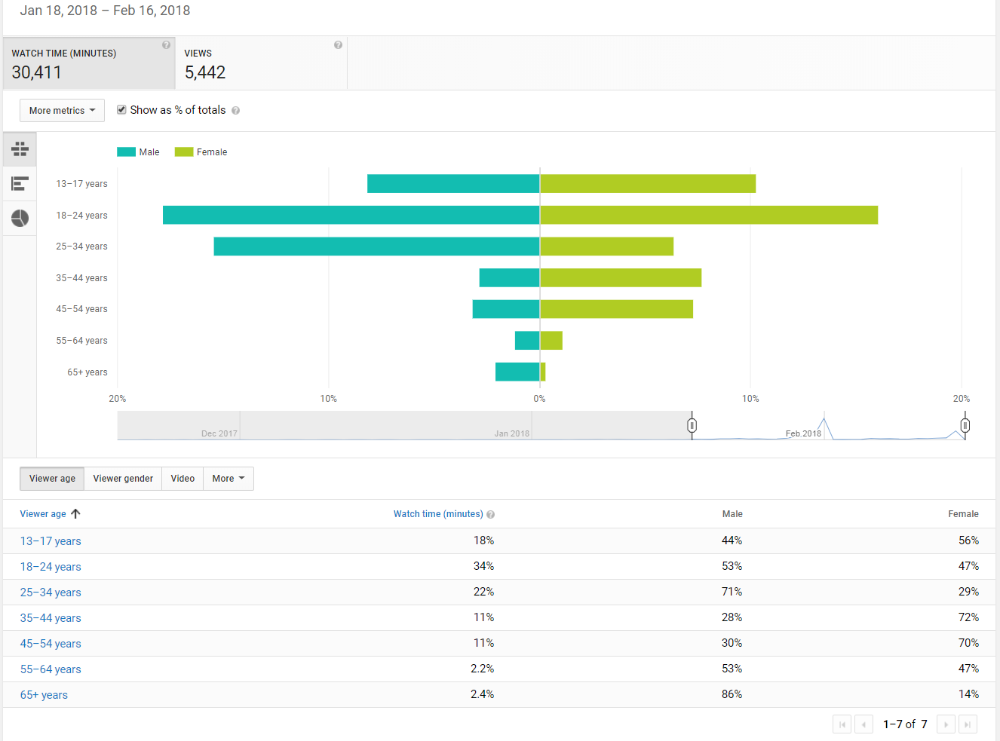 Jan 18, 2018 – Feb 16, 2018
WATCH TIME (MINUTES) ?
30,411
VIEWS ?
5,442
More metrics
Show as % of totals ?
Male Female
13–17 years
18–24 years
25–34 years
35–44 years
45–54 years
55–64 years
65+ years
20% 10% 0% 10% 20%
Dec 2017 Jan 2018 Feb 2018
Viewer age Viewer gender Video More
Viewer age Watch time (minutes) ? Male Female
13–17 years 18% 44% 56%
18–24 years 34% 53% 47%
25–34 years 22% 71% 29%
35–44 years 11% 28% 72%
45–54 years 11% 30% 70%
55–64 years 2.2% 53% 47%
65+ years 2.4% 86% 14%
1–7 of 7